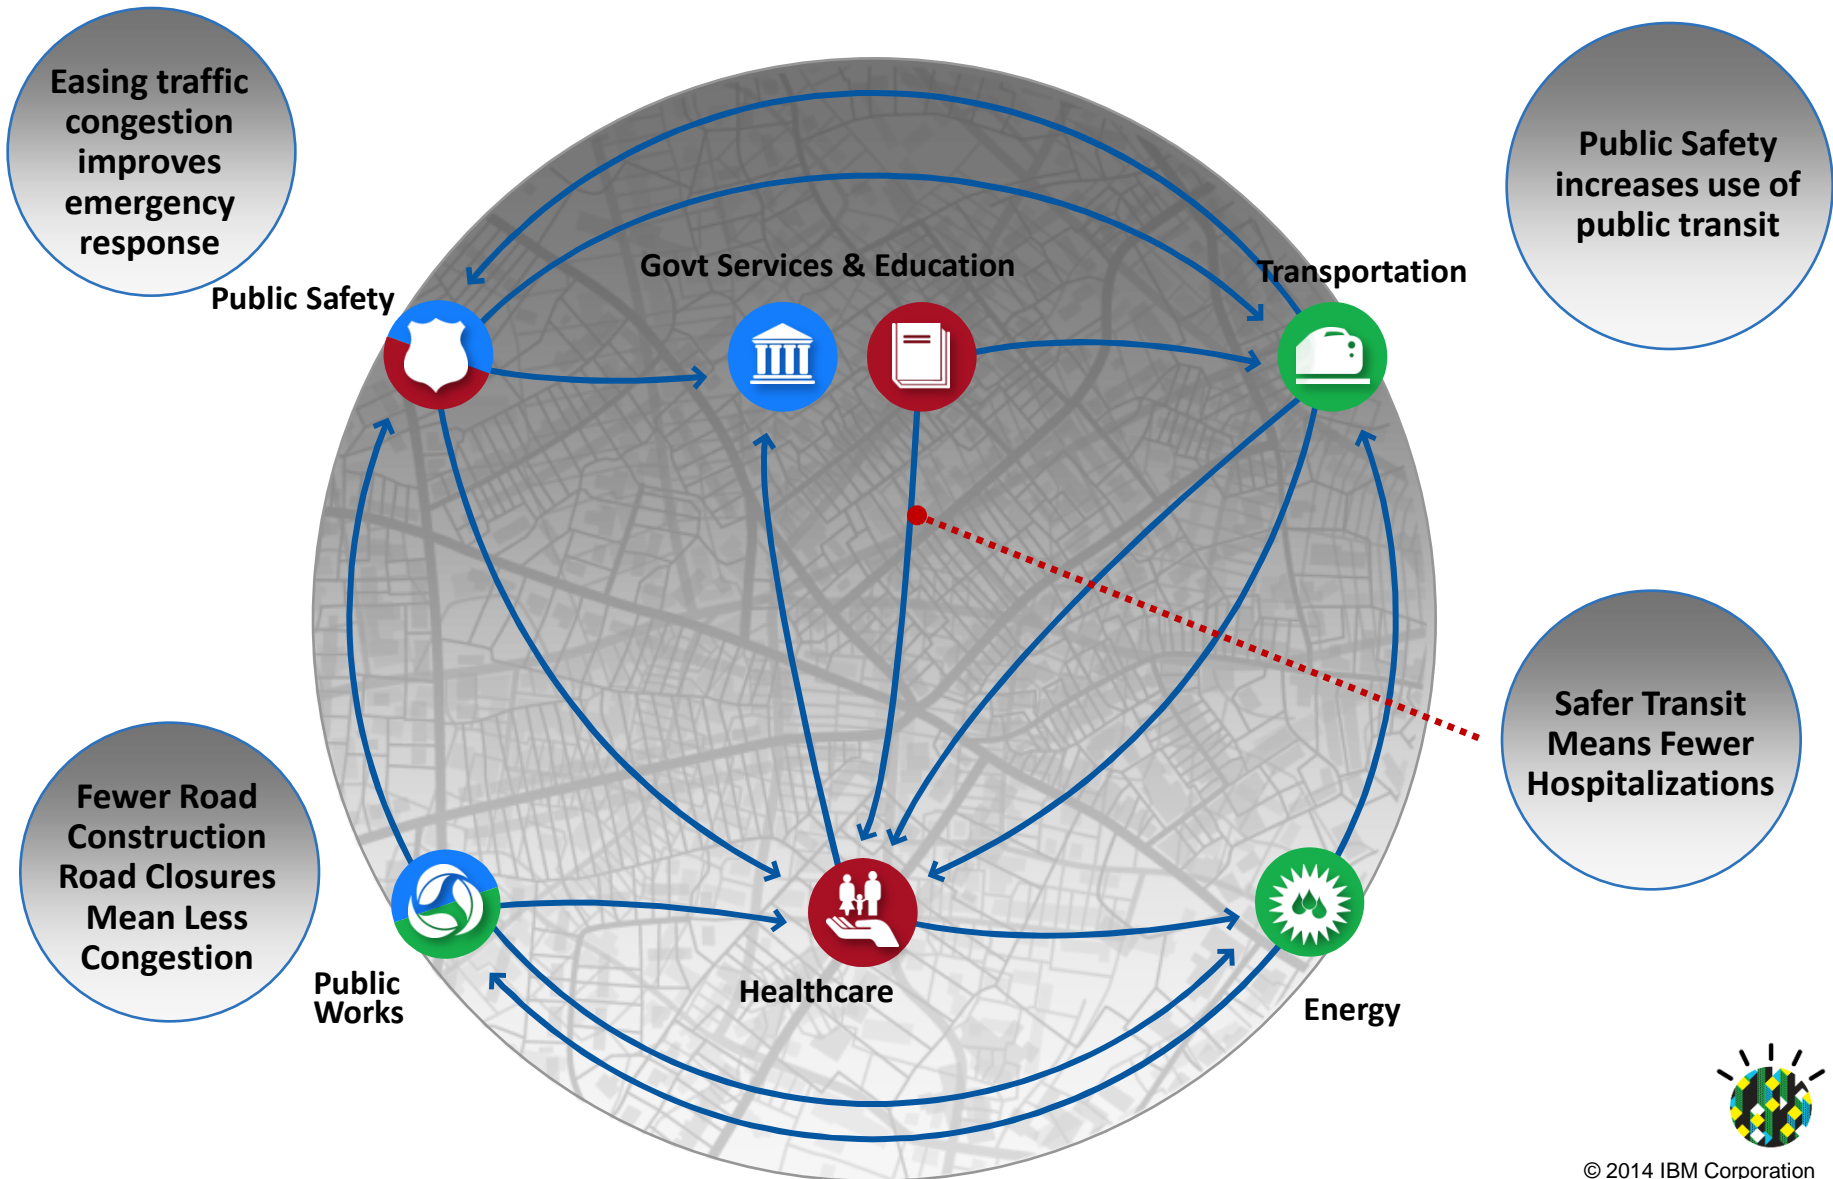 Easing traffic
congestion
improves
emergency
response
Public Safety
increases use of
public transit
Govt Services & Education
Transportation
Public Safety
Safer Transit
Means Fewer
Hospitalizations
Fewer Road
Construction
Road Closures
Mean Less
Congestion
Public
Works
Healthcare
Energy
© 2014 IBM Corporation